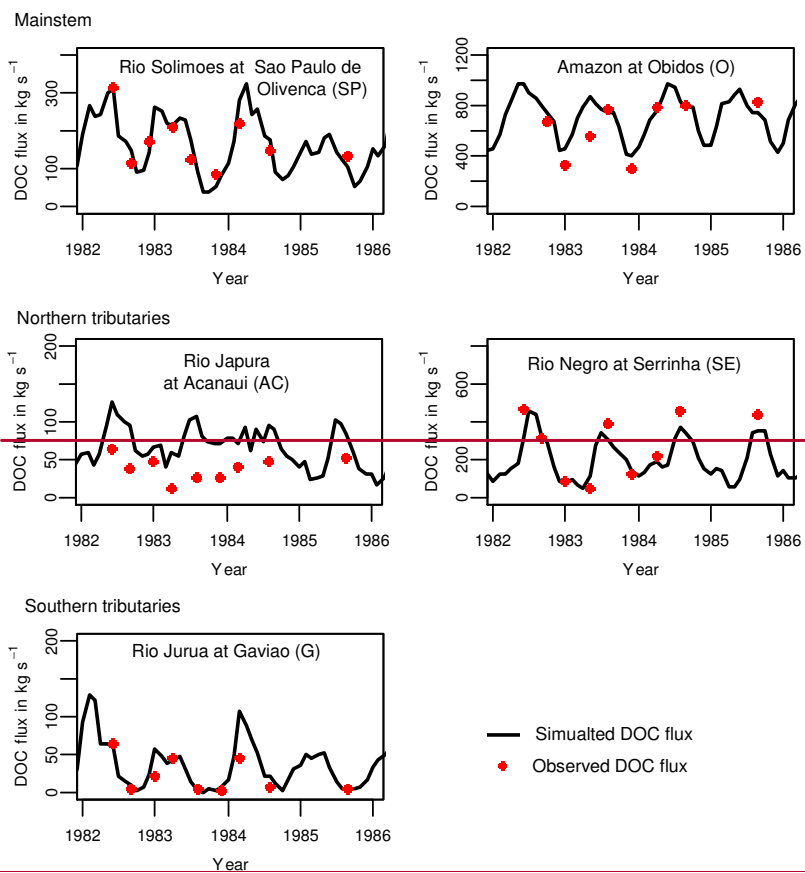 Mainstem
Rio Solimoes at Sao Paulo de
Olivenca (SP)
DOC flux in kg s⁻¹
0 100 300
1982 1983 1984 1985 1986
Year
Amazon at Obidos (O)
DOC flux in kg s⁻¹
0 400 800 1200
1982 1983 1984 1985 1986
Year
Northern tributaries
Rio Japura
at Acanaui (AC)
DOC flux in kg s⁻¹
0 50 100 200
1982 1983 1984 1985 1986
Year
Rio Negro at Serrinha (SE)
DOC flux in kg s⁻¹
0 200 600
1982 1983 1984 1985 1986
Year
Southern tributaries
Rio Jurua at Gaviao (G)
DOC flux in kg s⁻¹
0 50 100 200
1982 1983 1984 1985 1986
Year
Simualted DOC flux
Observed DOC flux